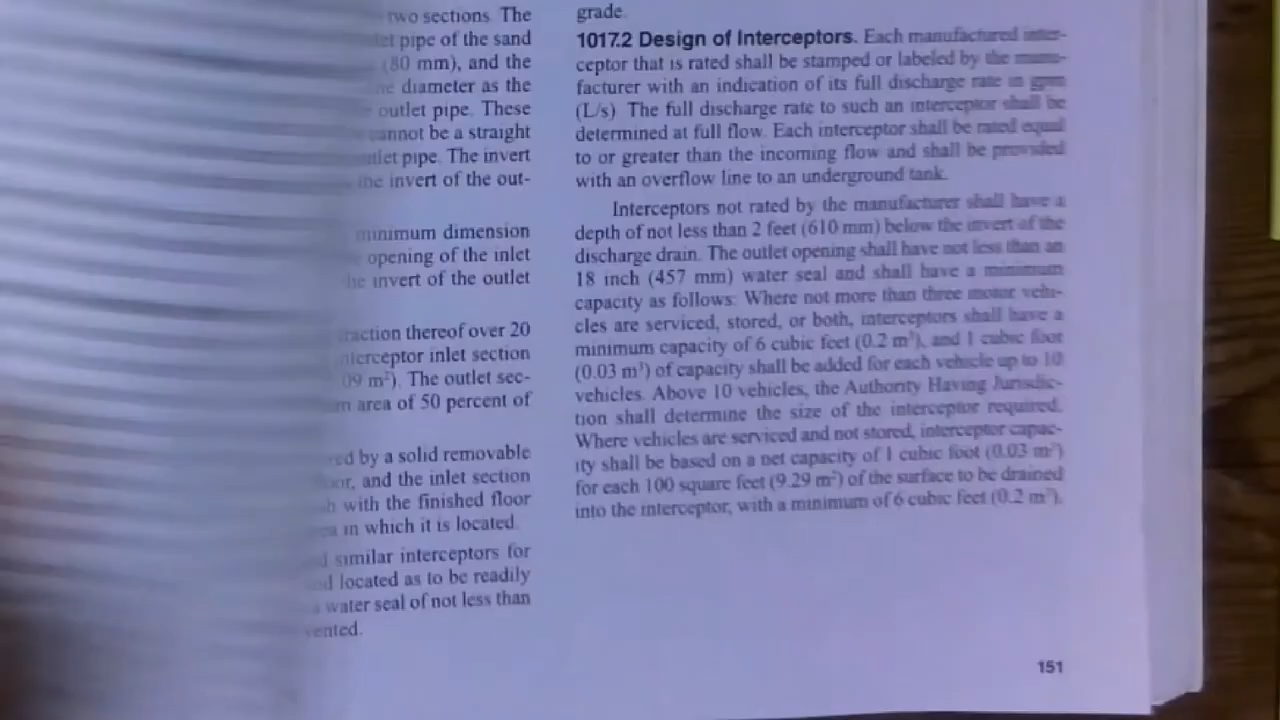 two sections. The
pipe of the sand
(80 mm), and the
diameter as the
outlet pipe. These
cannot be a straight
outlet pipe. The invert
the invert of the out-
minimum dimension
opening of the inlet
the invert of the outlet
fraction thereof over 20
interceptor inlet section
09 m²). The outlet sec-
area of 50 percent of
by a solid removable
and the inlet section
with the finished floor
in which it is located.
similar interceptors for
located as to be readily
water seal of not less than
vented.
grade.
1017.2 Design of Interceptors. Each manufactured inter-
ceptor that is rated shall be stamped or labeled by the manu-
facturer with an indication of its full discharge rate in gpm
(L/s). The full discharge rate to such an interceptor shall be
determined at full flow. Each interceptor shall be rated equal
to or greater than the incoming flow and shall be provided
with an overflow line to an underground tank.
Interceptors not rated by the manufacturer shall have a
depth of not less than 2 feet (610 mm) below the invert of the
discharge drain. The outlet opening shall have not less than an
18 inch (457 mm) water seal and shall have a minimum
capacity as follows: Where not more than three motor vehi-
cles are serviced, stored, or both, interceptors shall have a
minimum capacity of 6 cubic feet (0.2 m³), and 1 cubic foot
(0.03 m³) of capacity shall be added for each vehicle up to 10
vehicles. Above 10 vehicles, the Authority Having Jurisdic-
tion shall determine the size of the interceptor required.
Where vehicles are serviced and not stored, interceptor capac-
ity shall be based on a net capacity of 1 cubic foot (0.03 m³)
for each 100 square feet (9.29 m²) of the surface to be drained
into the interceptor, with a minimum of 6 cubic feet (0.2 m³).
151